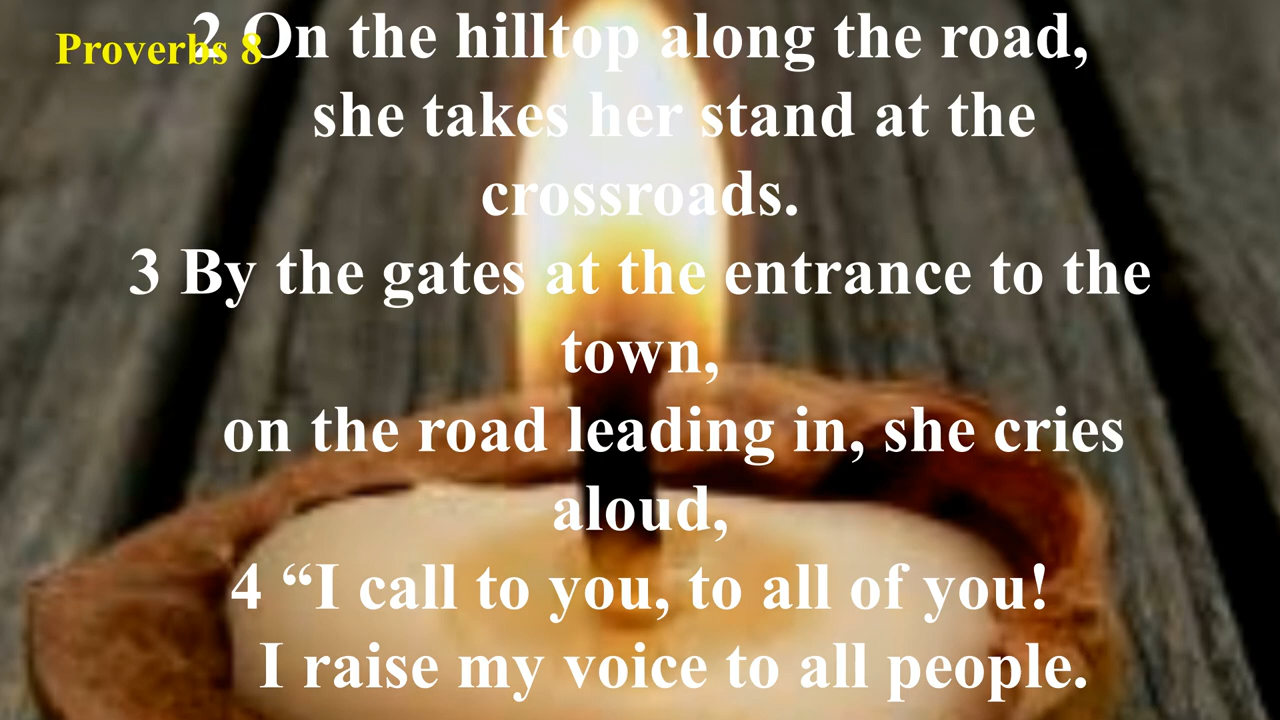 Proverbs 8
2 On the hilltop along the road,
she takes her stand at the
crossroads.
3 By the gates at the entrance to the
town,
on the road leading in, she cries
aloud,
4 “I call to you, to all of you!
I raise my voice to all people.